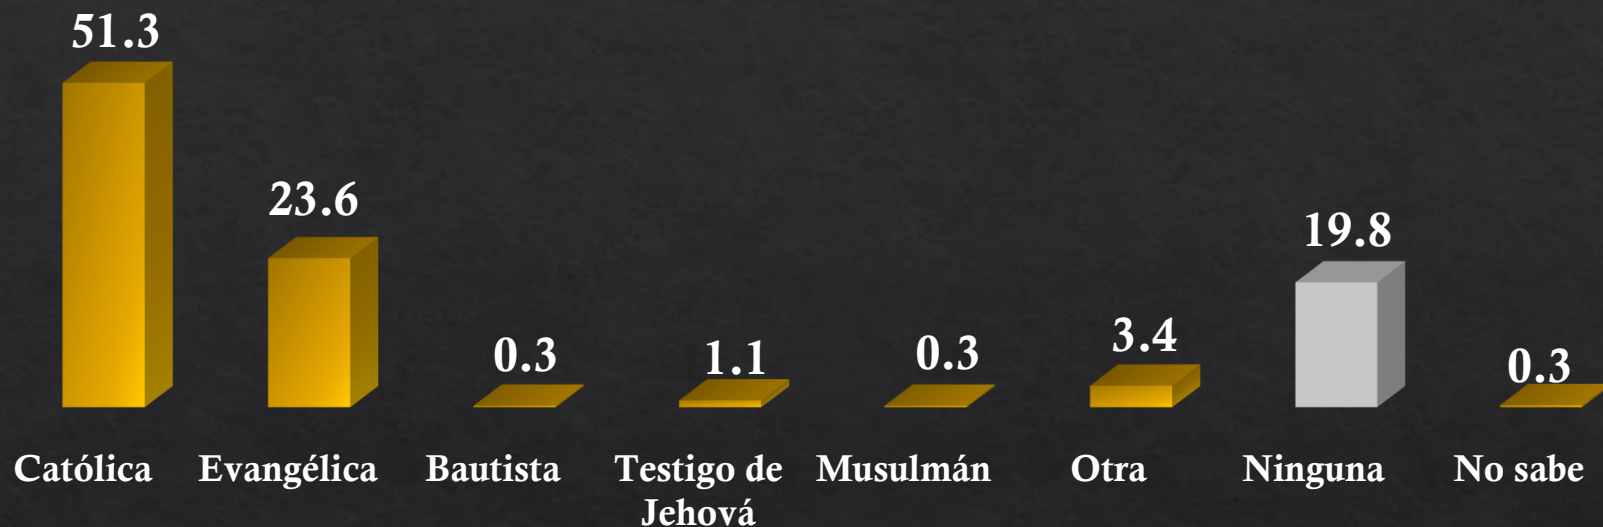 51.3
23.6
0.3
1.1
0.3
3.4
19.8
0.3
Católica
Evangélica
Bautista
Testigo de
Jehová
Musulmán
Otra
Ninguna
No sabe